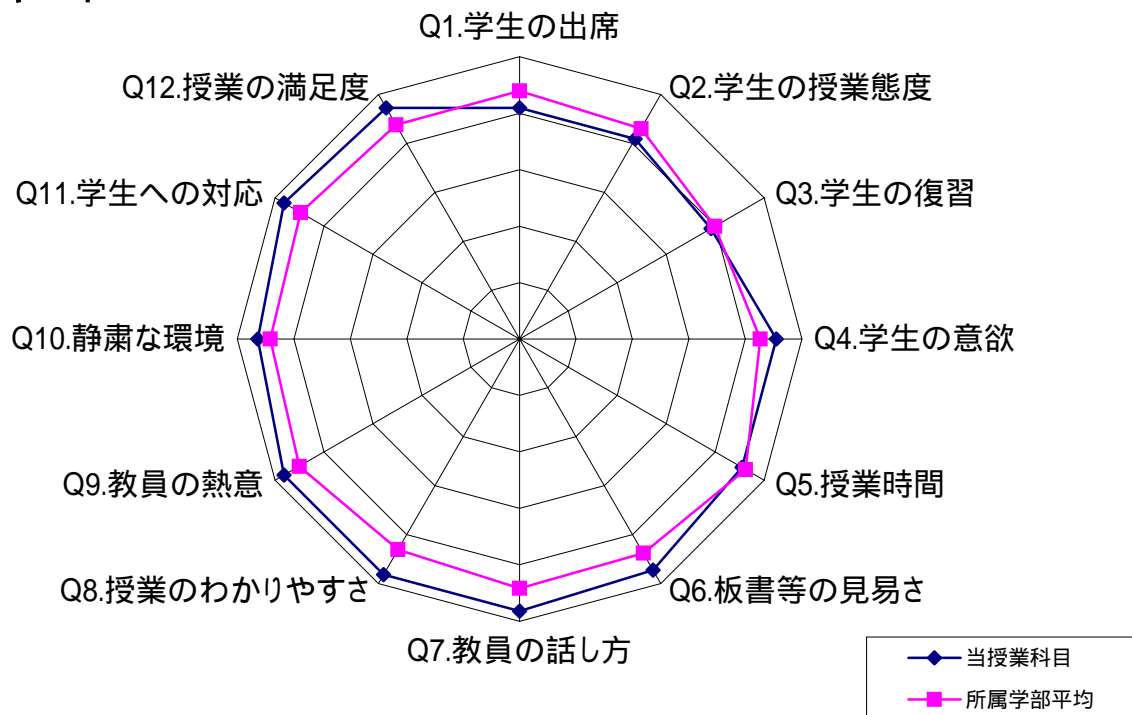 Q1.学生の出席
Q2.学生の授業態度
Q3.学生の復習
Q4.学生の意欲
Q5.授業時間
Q6.板書等の見易さ
Q7.教員の話し方
Q8.授業のわかりやすさ
Q9.教員の熱意
Q10.静粛な環境
Q11.学生への対応
Q12.授業の満足度
当授業科目
所属学部平均